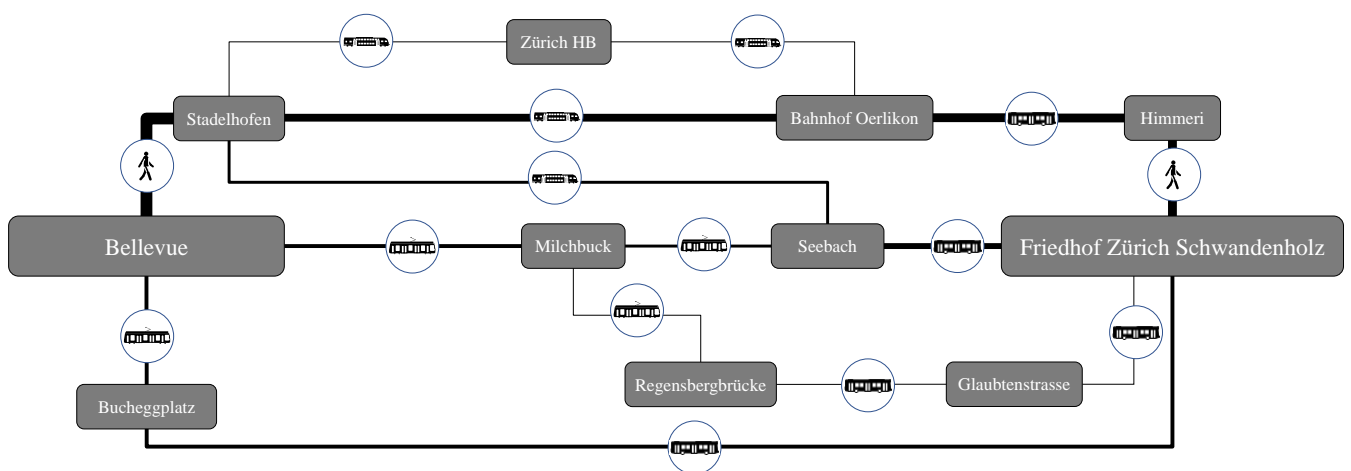 Zürich HB
Stadelhofen
Bahnhof Oerlikon
Himmeri
Bellevue
Milchbuck
Seebach
Friedhof Zürich Schwandenholz
Regensbergbrücke
Glaubtenstrasse
Bucheggplatz